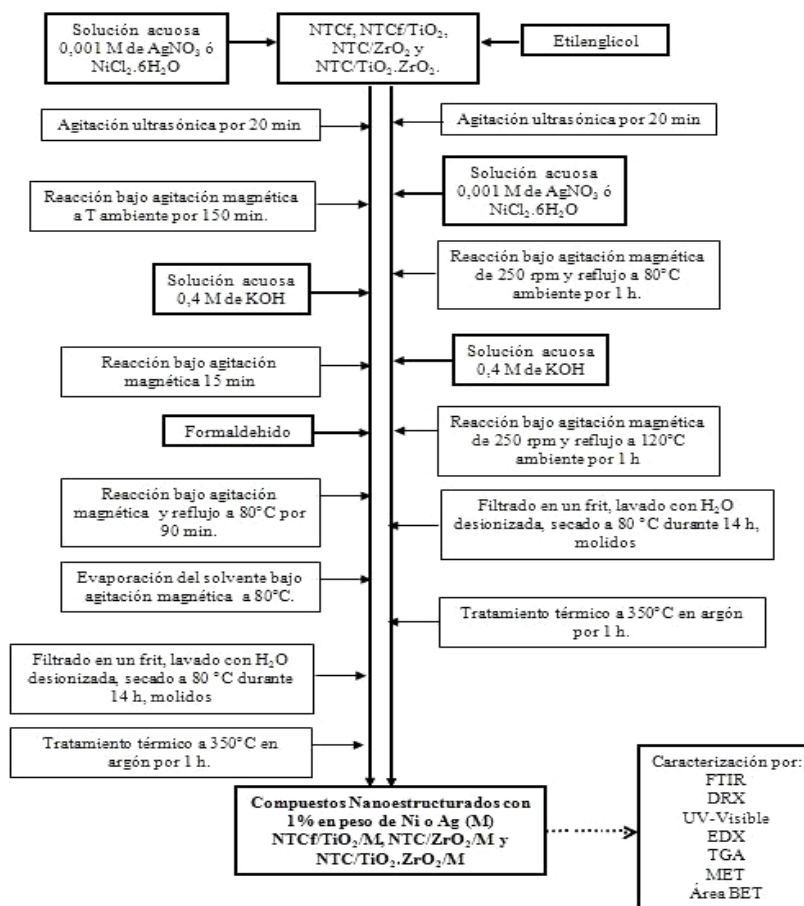 Solución acuosa
0,001 M de AgNO₃ ó
NiCl₂.6H₂O
NTCf, NTCf/TiO₂,
NTC/ZrO₂ y
NTC/TiO₂.ZrO₂.
Etilenglicol
Agitación ultrasónica por 20 min
Reacción bajo agitación magnética
a T ambiente por 150 min.
Solución acuosa
0,4 M de KOH
Reacción bajo agitación
magnética 15 min
Formaldehido
Reacción bajo agitación
magnética y reflujo a 80°C por
90 min.
Evaporación del solvente bajo
agitación magnética a 80°C.
Filtrado en un frit, lavado con H₂O
desionizada, secado a 80 °C durante
14 h, molidos
Tratamiento térmico a 350°C en
argón por 1 h.
Agitación ultrasónica por 20 min
Solución acuosa
0,001 M de AgNO₃ ó
NiCl₂.6H₂O
Reacción bajo agitación magnética
de 250 rpm y reflujo a 80°C
ambiente por 1 h.
Solución acuosa
0,4 M de KOH
Reacción bajo agitación magnética
de 250 rpm y reflujo a 120°C
ambiente por 1 h
Filtrado en un frit, lavado con H₂O
desionizada, secado a 80 °C durante 14 h,
molidos
Tratamiento térmico a 350°C en argón
por 1 h.
Compuestos Nanoestructurados con
1% en peso de Ni o Ag (M)
NTCf/TiO₂/M, NTC/ZrO₂/M y
NTC/TiO₂.ZrO₂/M
Caracterización por:
FTIR
DRX
UV-Visible
EDX
TGA
MET
Área BET